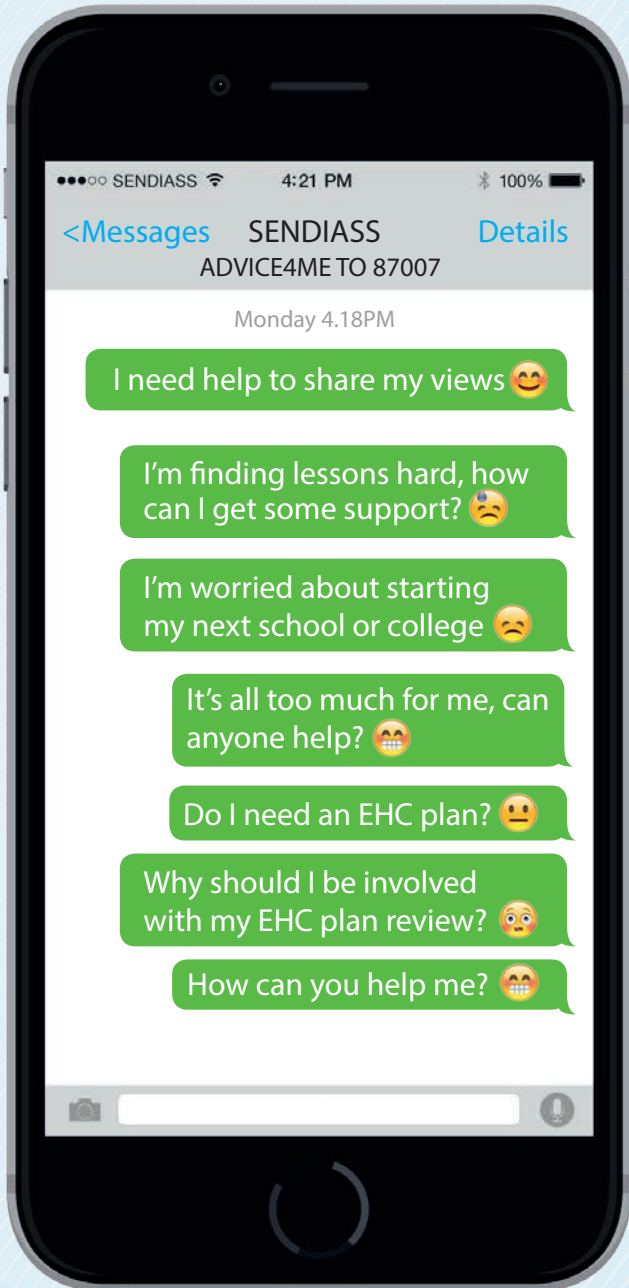 SENDIASS 4:21 PM 100%
<Messages SENDIASS Details
ADVICE4ME TO 87007
Monday 4.18PM
I need help to share my views😊
I’m finding lessons hard, how
can I get some support?😓
I’m worried about starting
my next school or college 😞
It’s all too much for me, can
anyone help? 😁
Do I need an EHC plan? 😐
Why should I be involved
with my EHC plan review? 😳
How can you help me? 😁